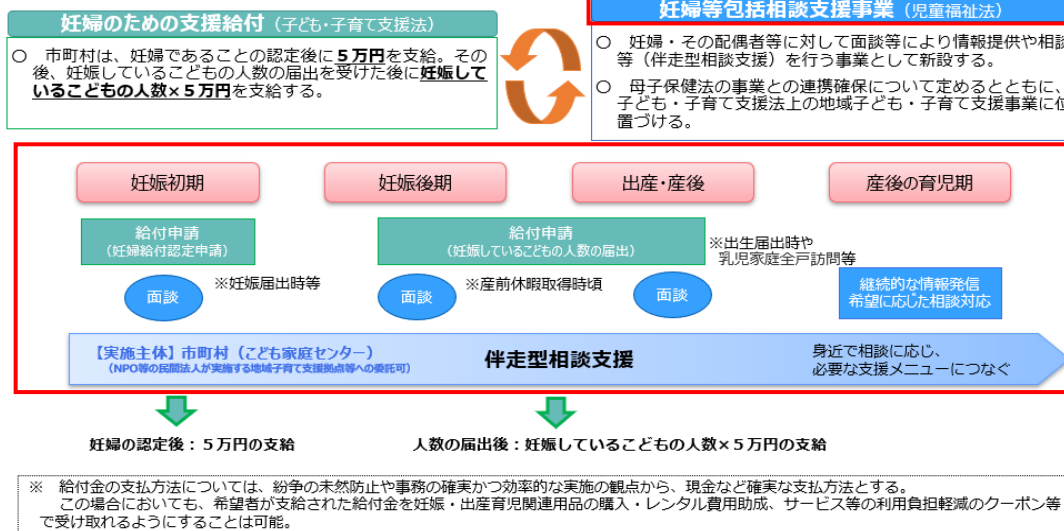 妊婦のための支援給付（子ども・子育て支援法）
○　市町村は、妊婦であることの認定後に５万円を支給。その
後、妊娠しているこどもの人数の届出を受けた後に妊娠して
いるこどもの人数×５万円を支給する。
妊婦等包括相談支援事業（児童福祉法）
○　妊婦・その配偶者等に対して面談等により情報提供や相談
等（伴走型相談支援）を行う事業として新設する。
○　母子保健法の事業との連携確保について定めるとともに、
子ども・子育て支援法上の地域子ども・子育て支援事業に位
置づける。
妊娠初期
妊娠後期
出産・産後
産後の育児期
給付申請
（妊婦給付認定申請）
給付申請
（妊娠しているこどもの人数の届出）
※出生届出時や
乳児家庭全戸訪問等
面談
※妊娠届出時等
面談
※産前休暇取得時頃
面談
継続的な情報発信
希望に応じた相談対応
【実施主体】市町村（こども家庭センター）
（NPO等の民間法人が実施する地域子育て支援拠点等への委託可）
伴走型相談支援
身近で相談に応じ、
必要な支援メニューにつなぐ
妊婦の認定後：５万円の支給
人数の届出後：妊娠しているこどもの人数×５万円の支給
※　給付金の支払方法については、紛争の未然防止や事務の確実かつ効率的な実施の観点から、現金など確実な支払方法とする。
この場合においても、希望者が支給された給付金を妊娠・出産育児関連用品の購入・レンタル費用助成、サービス等の利用負担軽減のクーポン等
で受け取れるようにすることは可能。